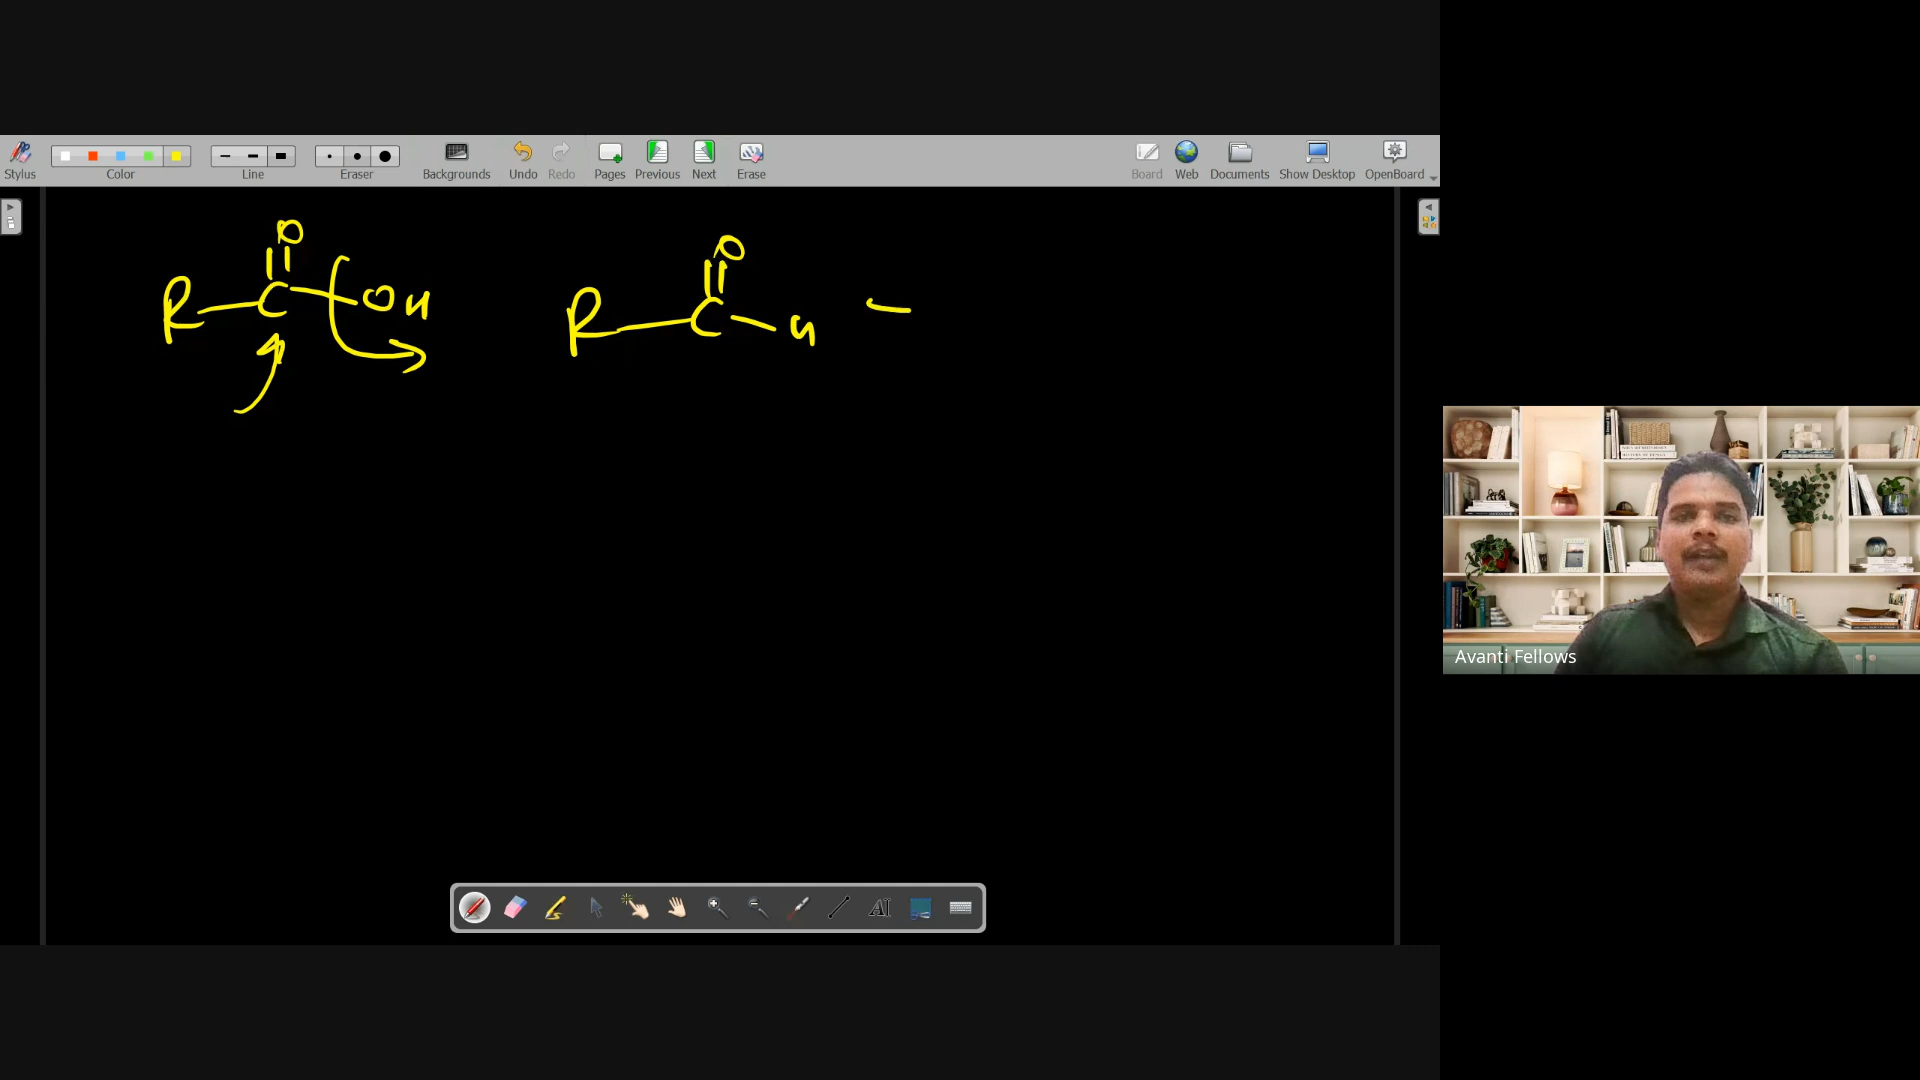 Stylus Color Line Eraser Backgrounds Undo Redo Pages Previous Next Erase Board Web Documents Show Desktop OpenBoard
O O
R C OH R C H
AI
Avanti Fellows